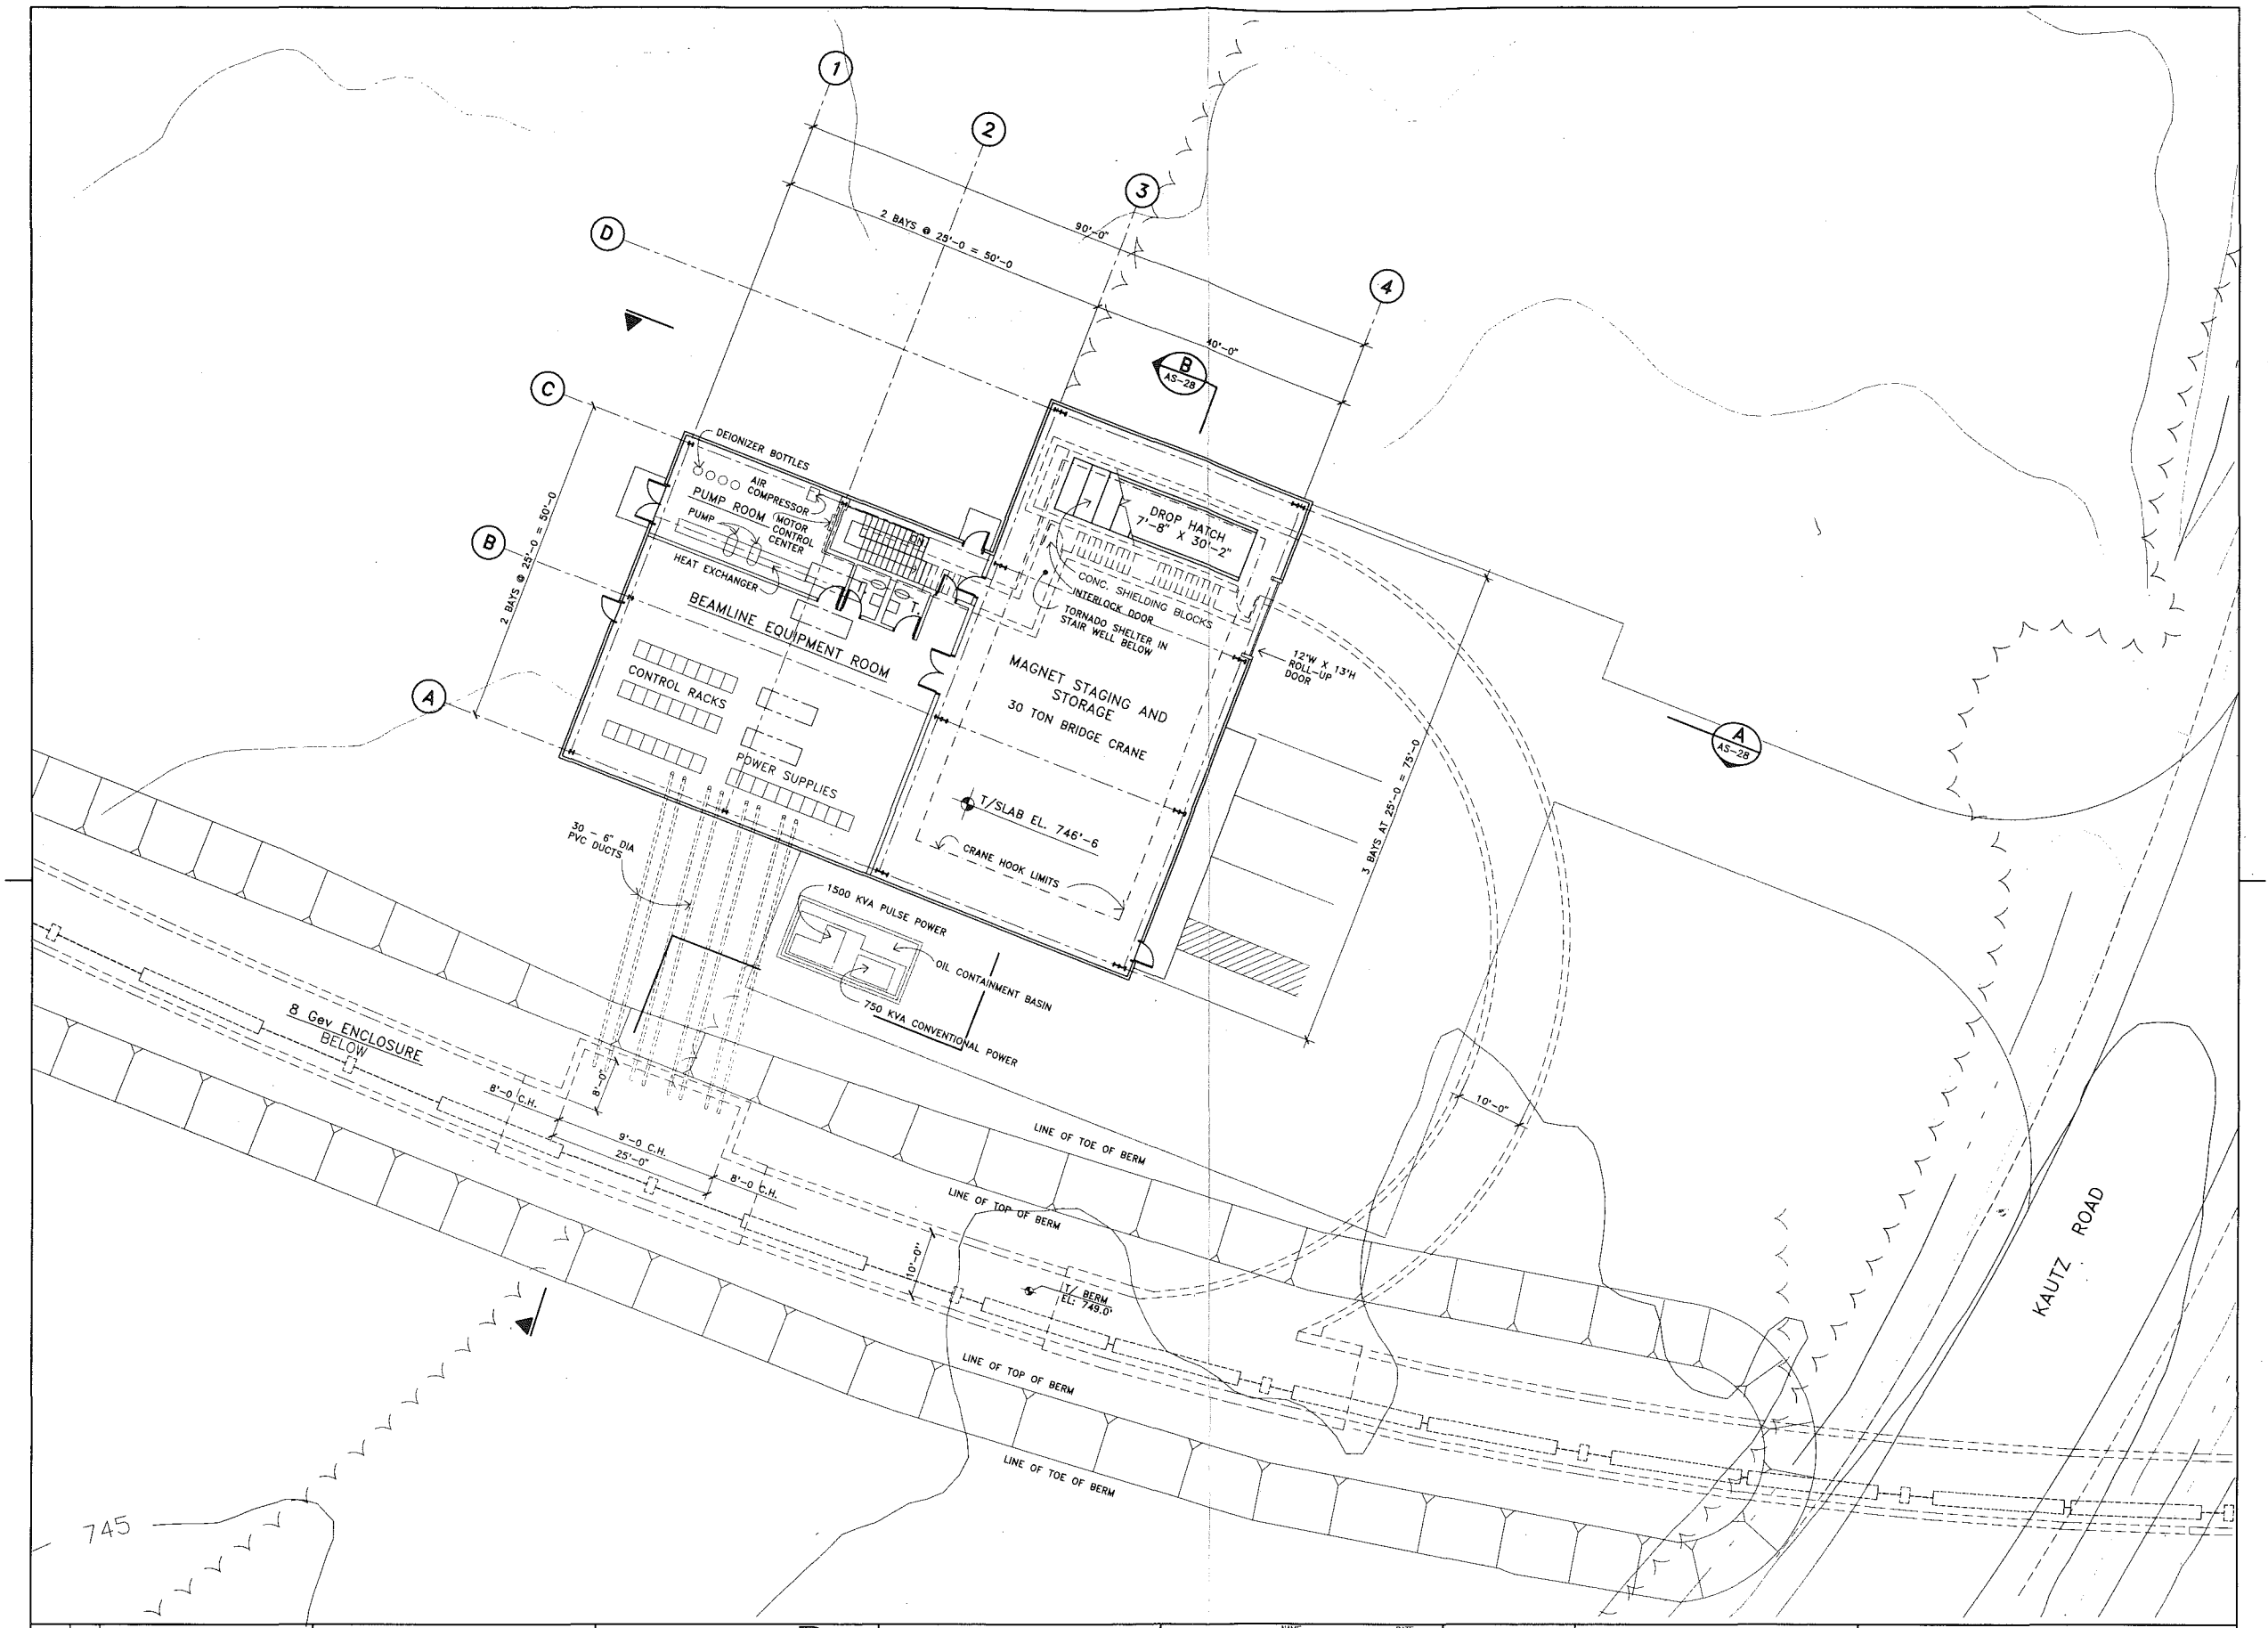 1
2
3
4
D
C
B
A
2 BAYS @ 25'-0 = 50'-0
90'-0"
40'-0"
B
AS-28
2 BAYS @ 25'-0 = 50'-0
DEIONIZER BOTTLES
AIR
COMPRESSOR
PUMP ROOM
MOTOR
CONTROL
CENTER
PUMP
HEAT EXCHANGER
DN
T.
BEAMLINE EQUIPMENT ROOM
CONTROL RACKS
POWER SUPPLIES
DROP HATCH
7'-8" X 30'-2"
CONC. SHIELDING BLOCKS
INTERLOCK DOOR
TORNADO SHELTER IN
STAIR WELL BELOW
12'W X 13'H
ROLL-UP
DOOR
MAGNET STAGING AND
STORAGE
30 TON BRIDGE CRANE
T/SLAB EL. 746'-6
CRANE HOOK LIMITS
3 BAYS AT 25'-0 = 75'-0
A
AS-28
30 - 6" DIA
PVC DUCTS
1500 KVA PULSE POWER
OIL CONTAINMENT BASIN
750 KVA CONVENTIONAL POWER
8 Gev ENCLOSURE
BELOW
8'-0 C.H.
8'-0"
9'-0 C.H.
25'-0"
8'-0 C.H.
10'-0"
LINE OF TOE OF BERM
LINE OF TOP OF BERM
10'-0"
T/ BERM
EL: 749.0'
LINE OF TOP OF BERM
LINE OF TOE OF BERM
KAUTZ ROAD
745